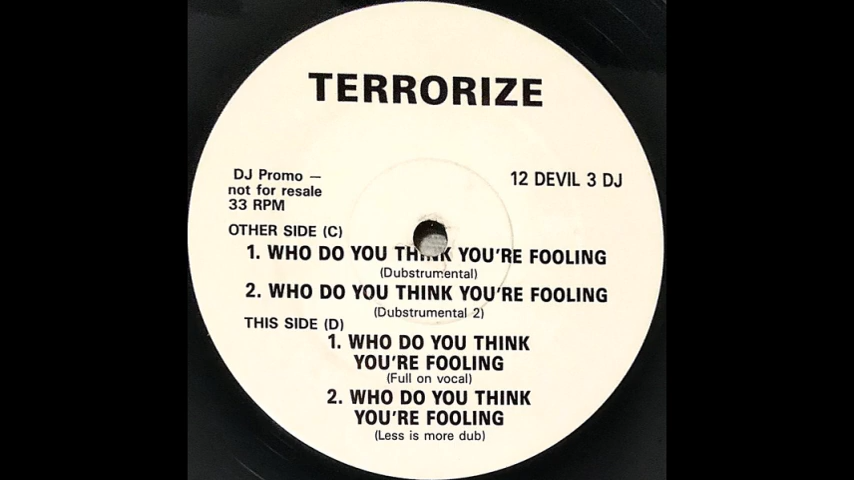 TERRORIZE
DJ Promo —
not for resale
33 RPM
12 DEVIL 3 DJ
OTHER SIDE (C)
1. WHO DO YOU THINK YOU'RE FOOLING
(Dubstrumental)
2. WHO DO YOU THINK YOU'RE FOOLING
(Dubstrumental 2)
THIS SIDE (D)
1. WHO DO YOU THINK
YOU'RE FOOLING
(Full on vocal)
2. WHO DO YOU THINK
YOU'RE FOOLING
(Less is more dub)